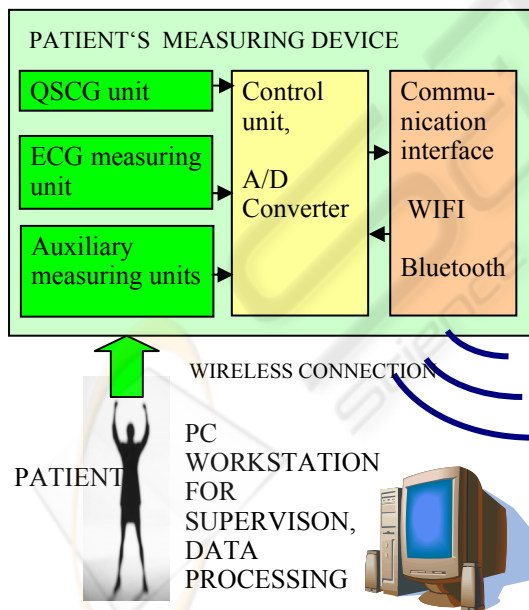 PATIENT‘S MEASURING DEVICE
QSCG unit
ECG measuring
unit
Auxiliary
measuring units
Control
unit,
A/D
Converter
Commu-
nication
interface
WIFI
Bluetooth
WIRELESS CONNECTION
PATIENT
PC
WORKSTATION
FOR
SUPERVISON,
DATA
PROCESSING